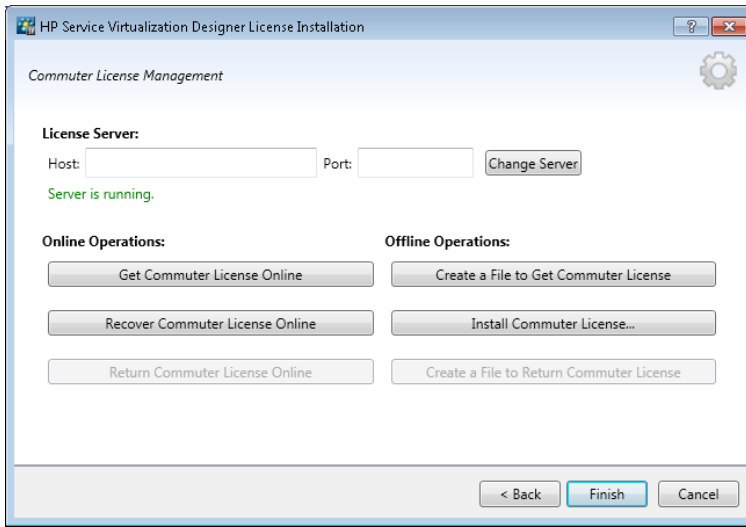 HP Service Virtualization Designer License Installation
?
Commuter License Management
License Server:
Host: Port: Change Server
Server is running.
Online Operations: Offline Operations:
Get Commuter License Online Create a File to Get Commuter License
Recover Commuter License Online Install Commuter License...
Return Commuter License Online Create a File to Return Commuter License
< Back Finish Cancel